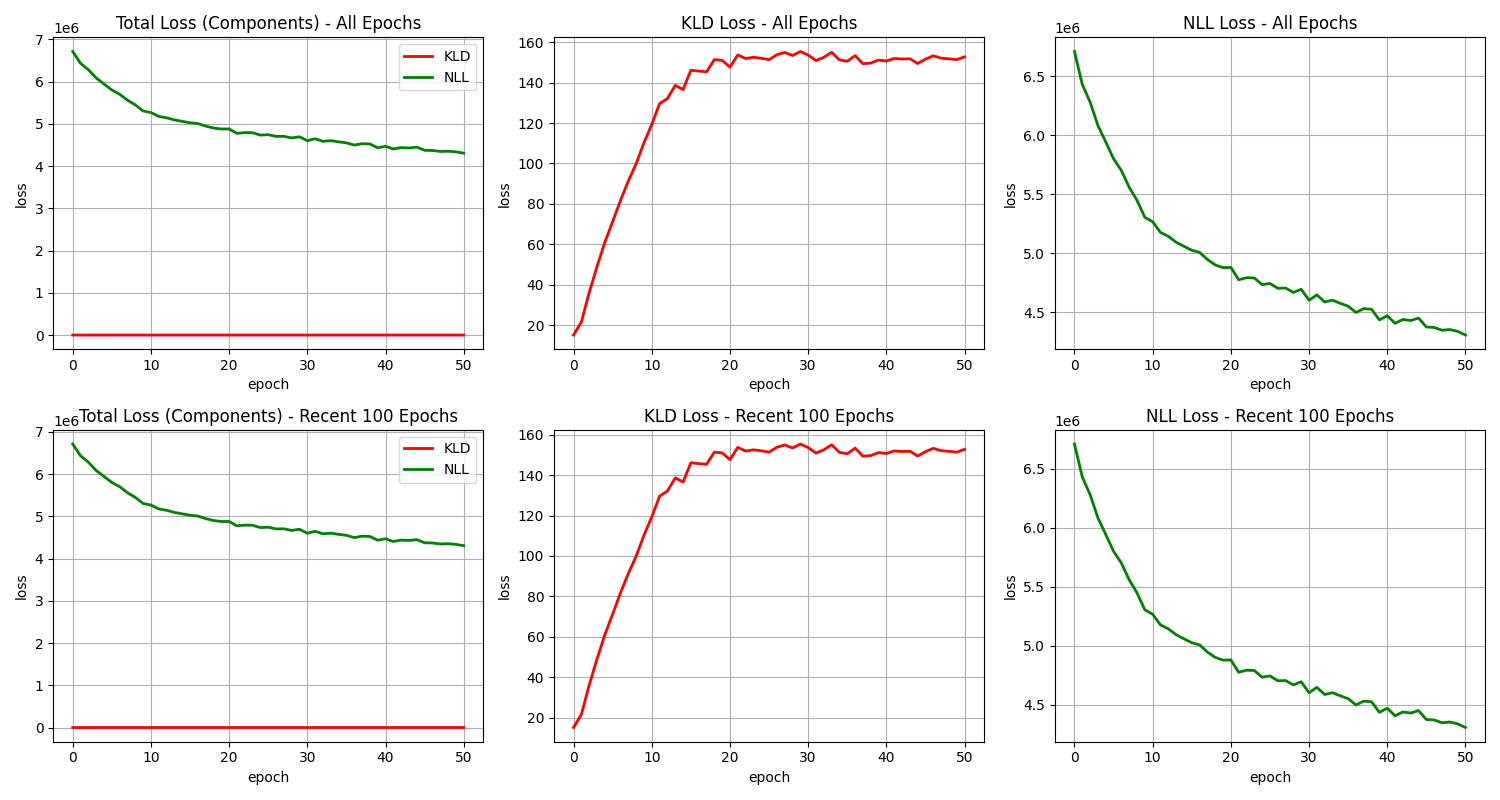 Total Loss (Components) - All Epochs
1e6
7
6
5
4
3
2
1
0
loss
KLD
NLL
0 10 20 30 40 50
epoch
KLD Loss - All Epochs
160
140
120
100
80
60
40
20
loss
0 10 20 30 40 50
epoch
NLL Loss - All Epochs
1e6
6.5
6.0
5.5
5.0
4.5
loss
0 10 20 30 40 50
epoch
Total Loss (Components) - Recent 100 Epochs
1e6
7
6
5
4
3
2
1
0
loss
KLD
NLL
0 10 20 30 40 50
epoch
KLD Loss - Recent 100 Epochs
160
140
120
100
80
60
40
20
loss
0 10 20 30 40 50
epoch
NLL Loss - Recent 100 Epochs
1e6
6.5
6.0
5.5
5.0
4.5
loss
0 10 20 30 40 50
epoch